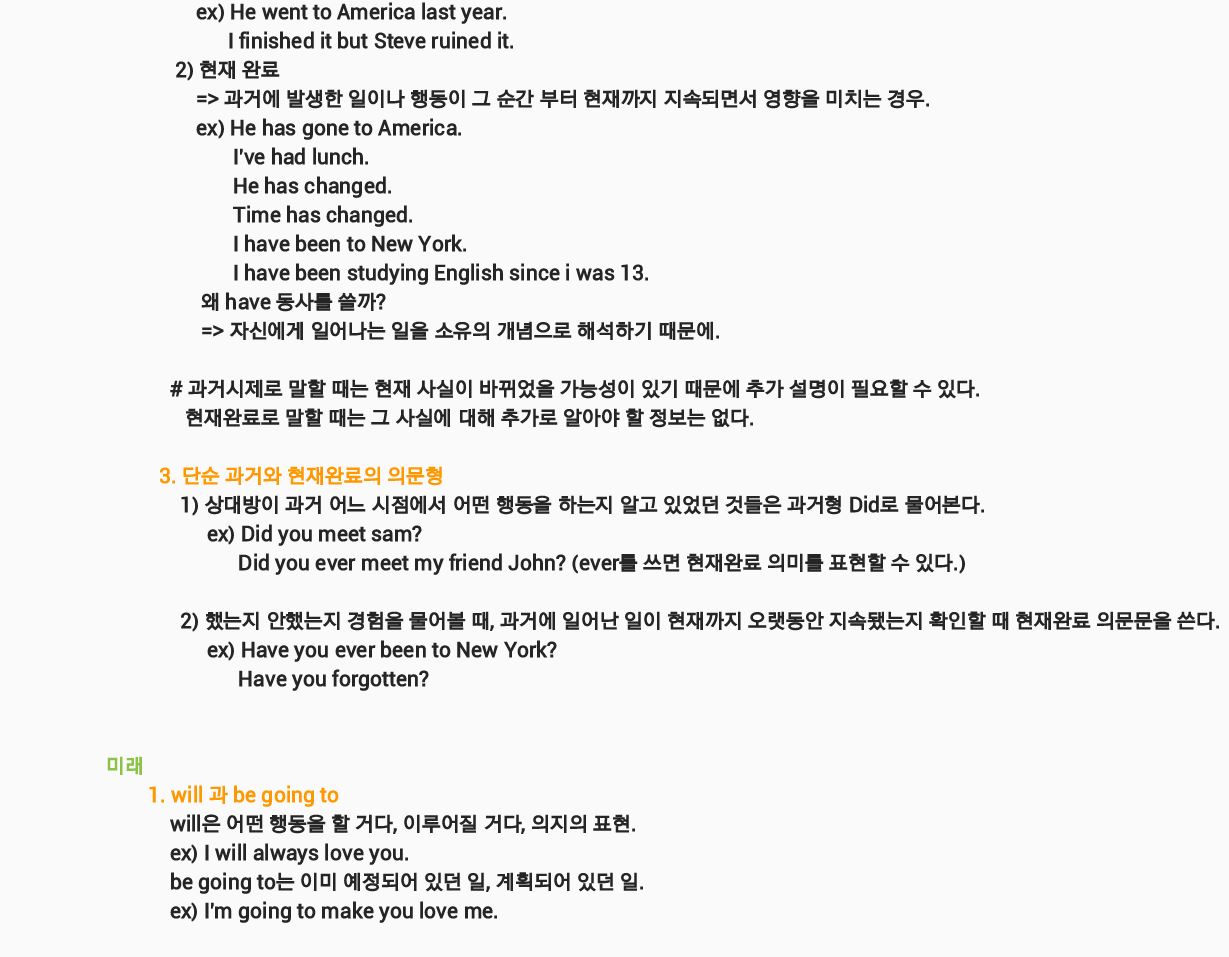 ex) He went to America last year.
I finished it but Steve ruined it.
2) 현재 완료
=> 과거에 발생한 일이나 행동이 그 순간 부터 현재까지 지속되면서 영향을 미치는 경우.
ex) He has gone to America.
I've had lunch.
He has changed.
Time has changed.
I have been to New York.
I have been studying English since i was 13.
왜 have 동사를 쓸까?
=> 자신에게 일어나는 일을 소유의 개념으로 해석하기 때문에.
# 과거시제로 말할 때는 현재 사실이 바뀌었을 가능성이 있기 때문에 추가 설명이 필요할 수 있다.
현재완료로 말할 때는 그 사실에 대해 추가로 알아야 할 정보는 없다.
3. 단순 과거와 현재완료의 의문형
1) 상대방이 과거 어느 시점에서 어떤 행동을 하는지 알고 있었던 것들은 과거형 Did로 물어본다.
ex) Did you meet sam?
Did you ever meet my friend John? (ever를 쓰면 현재완료 의미를 표현할 수 있다.)
2) 했는지 안했는지 경험을 물어볼 때, 과거에 일어난 일이 현재까지 오랫동안 지속됐는지 확인할 때 현재완료 의문문을 쓴다.
ex) Have you ever been to New York?
Have you forgotten?
미래
1. will 과 be going to
will은 어떤 행동을 할 거다, 이루어질 거다, 의지의 표현.
ex) I will always love you.
be going to는 이미 예정되어 있던 일, 계획되어 있던 일.
ex) I'm going to make you love me.